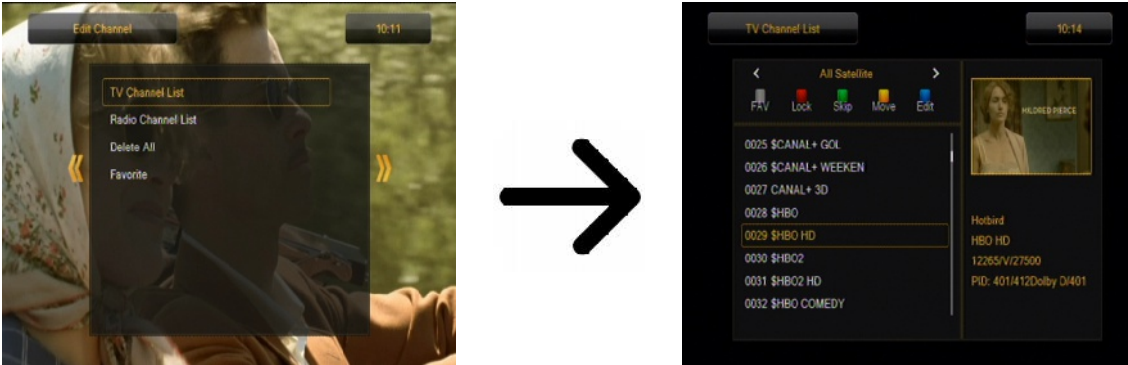 Edit Channel
10:11
TV Channel List
Radio Channel List
Delete All
Favorite
TV Channel List
10:14
All Satellite
FAV Lock Skip Move Edit
0025 $CANAL+ GOL
0026 $CANAL+ WEEKEN
0027 CANAL+ 3D
0028 $HBO
0029 $HBO HD
0030 $HBO2
0031 $HBO2 HD
0032 $HBO COMEDY
MILDRED PIERCE
Hotbird
HBO HD
12265/V/27500
PID: 401/412Dolby D/401